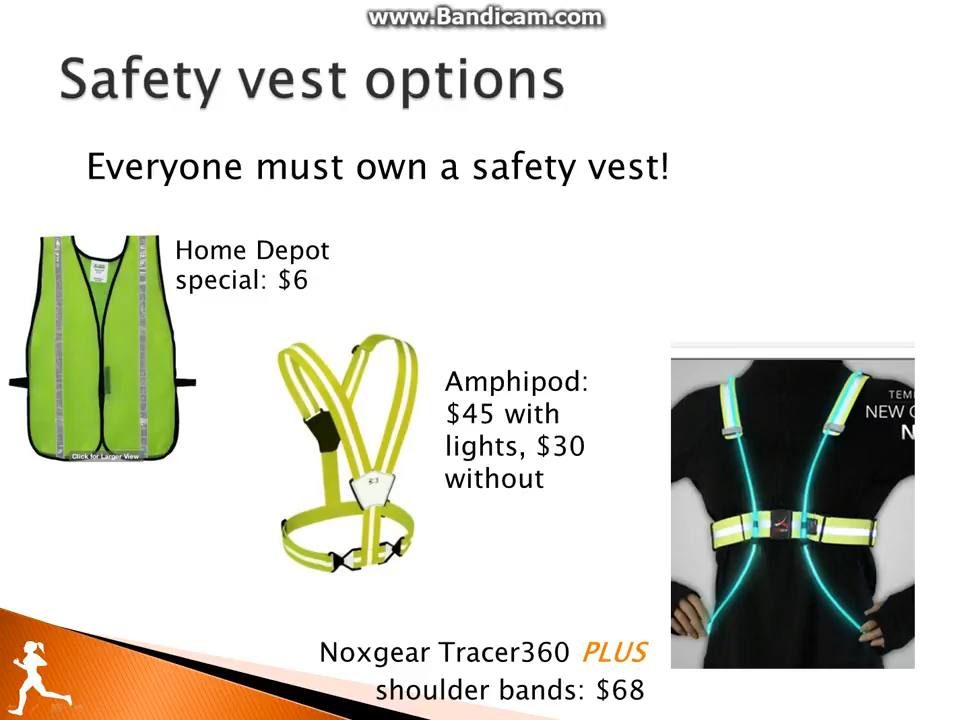 www.Bandicam.com
Safety vest options
Everyone must own a safety vest!
Home Depot
special: $6
Click for Larger View
Amphipod:
$45 with
lights, $30
without
TEM
NEW
N
Noxgear Tracer360 PLUS
shoulder bands: $68